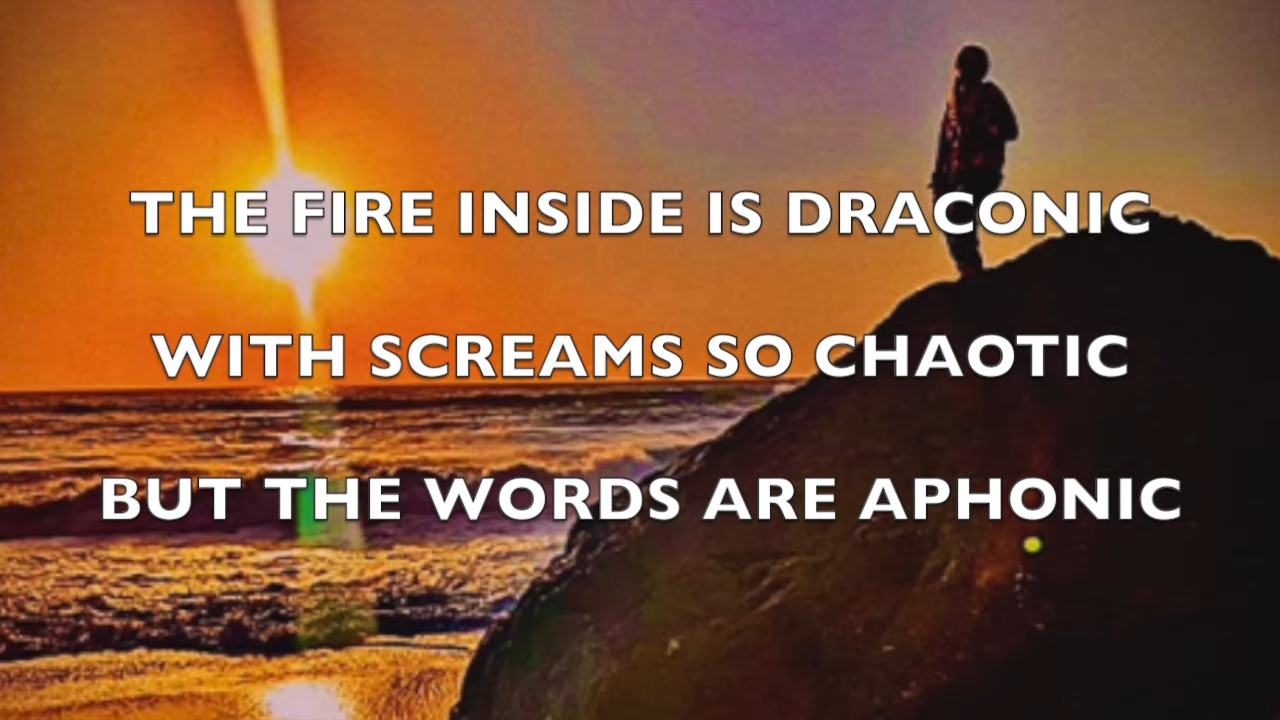 THE FIRE INSIDE IS DRACONIC
WITH SCREAMS SO CHAOTIC
BUT THE WORDS ARE APHONIC